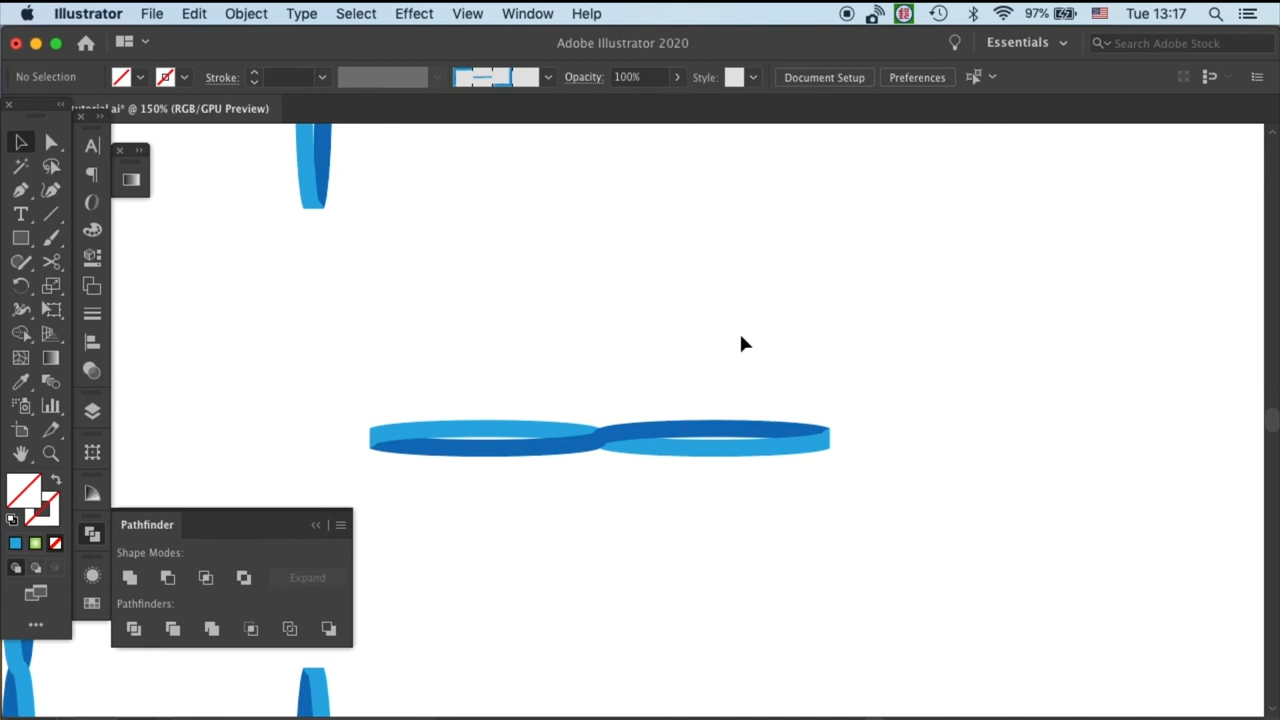 Illustrator File Edit Object Type Select Effect View Window Help 97% Tue 13:17
Adobe Illustrator 2020 Essentials Search Adobe Stock
No Selection Stroke: Opacity: 100% Style: Document Setup Preferences
utorial.ai* @ 150% (RGB/GPU Preview)
Pathfinder
Shape Modes:
Expand
Pathfinders: